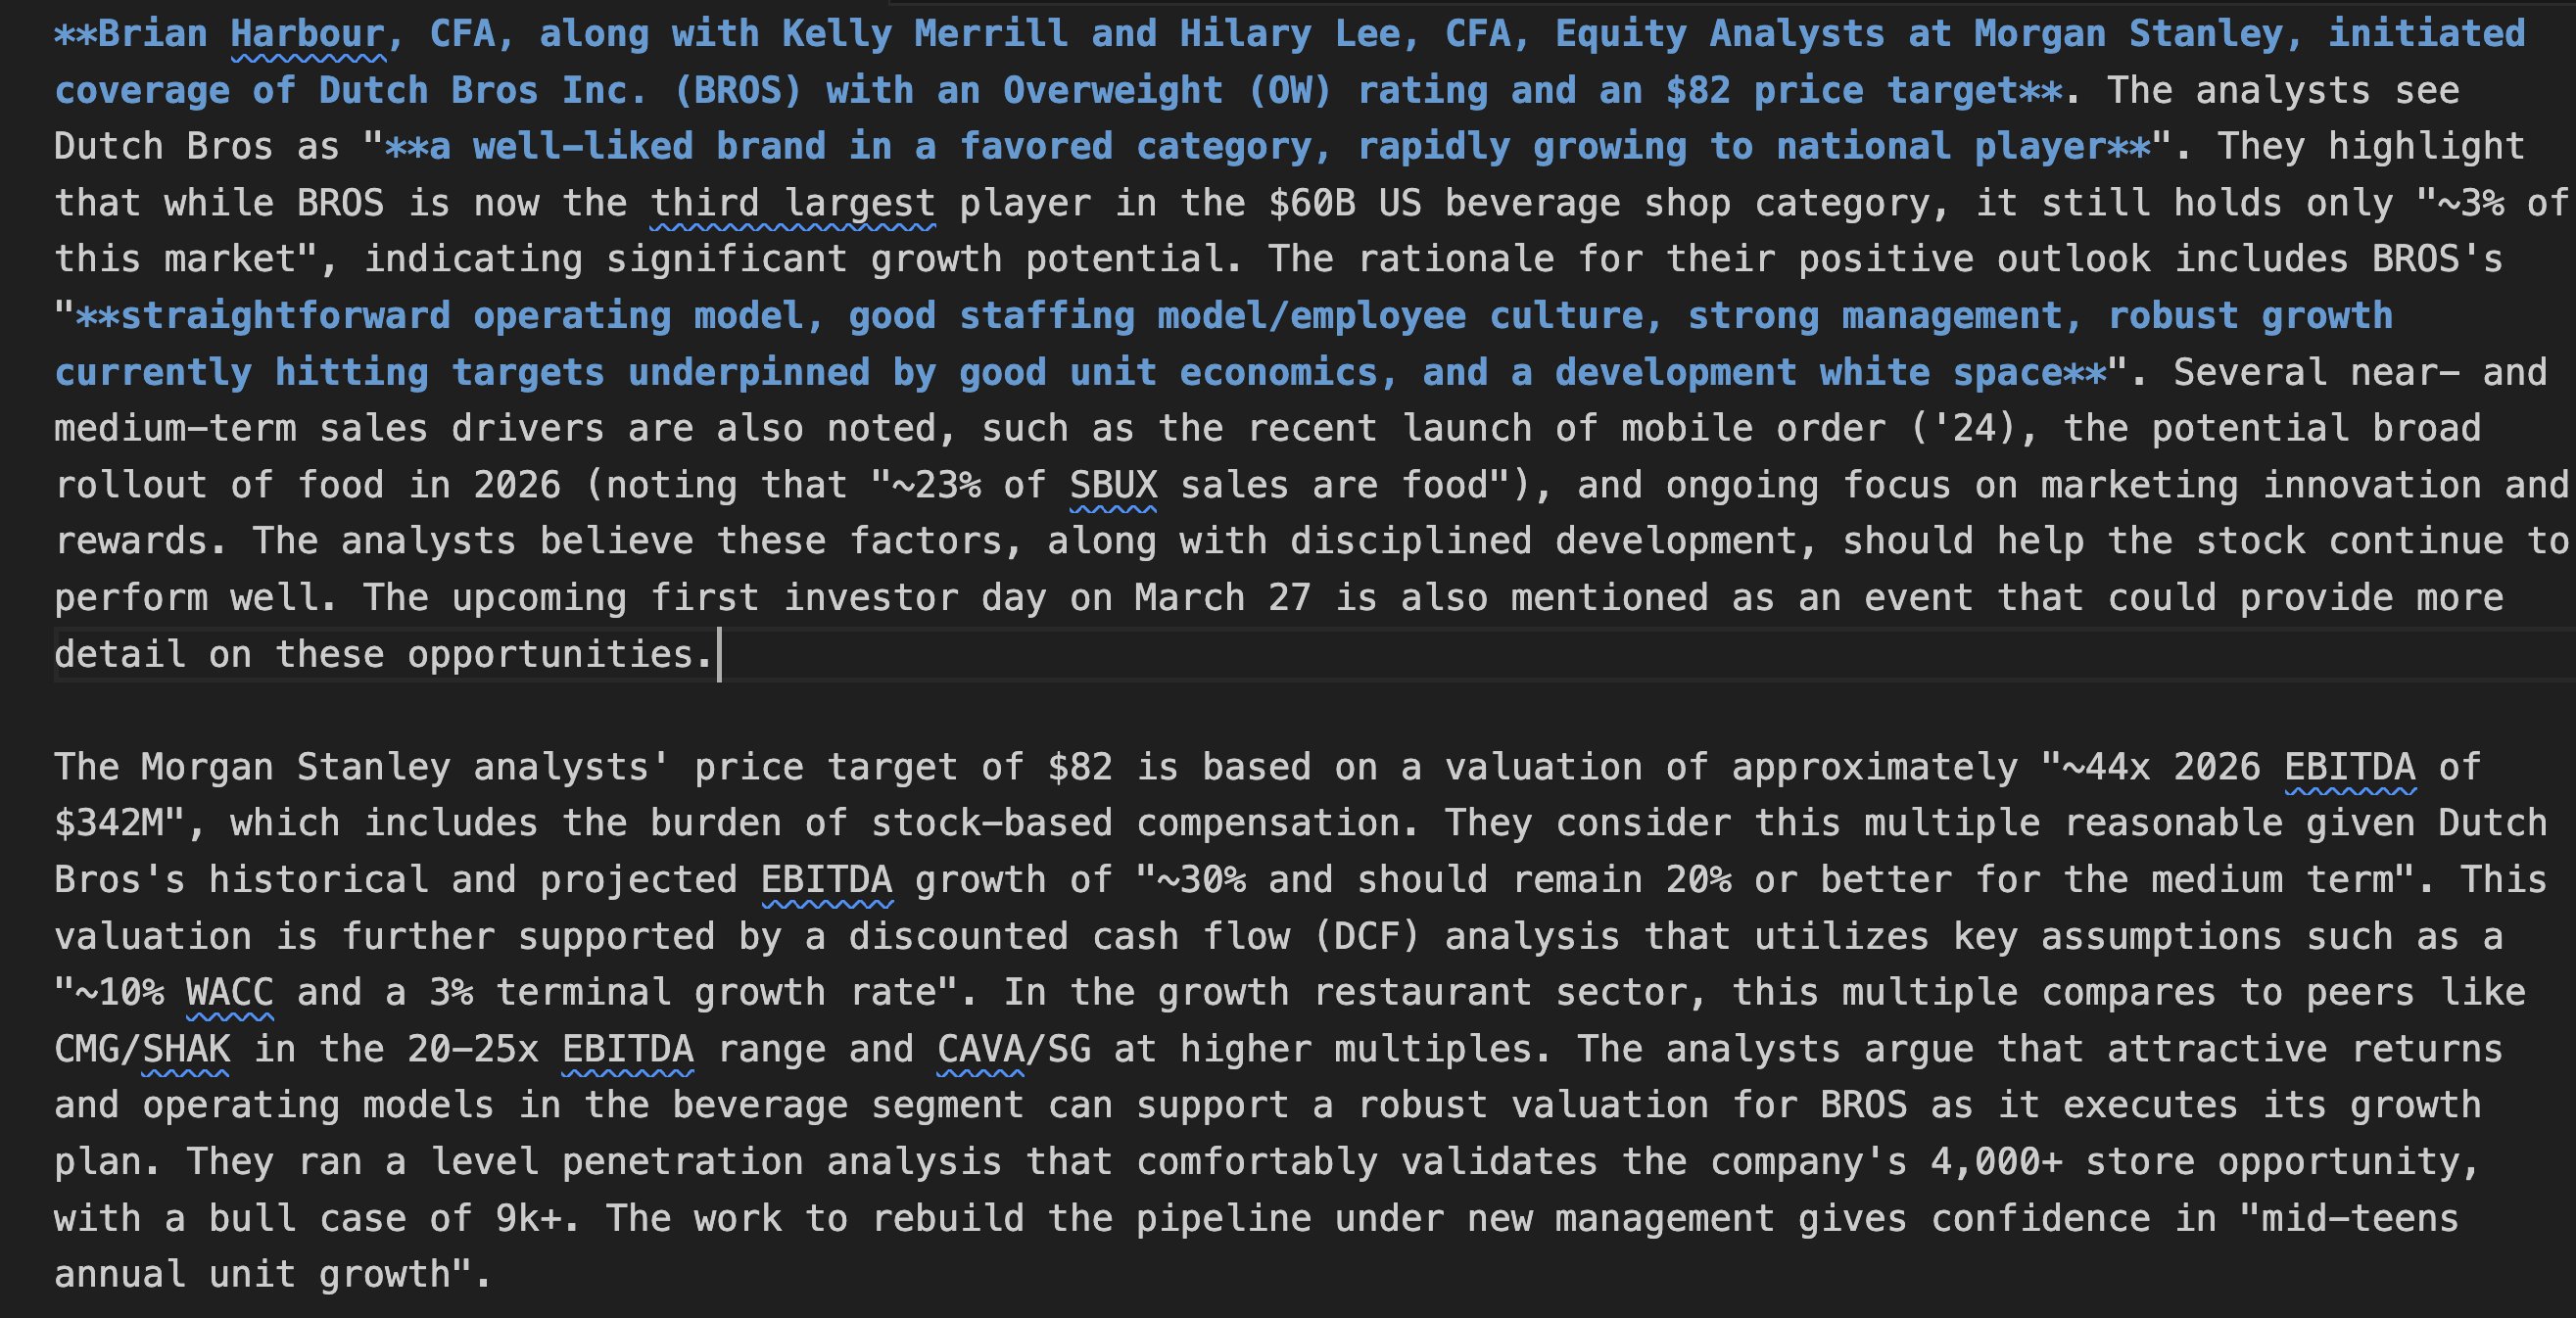 **Brian Harbour, CFA, along with Kelly Merrill and Hilary Lee, CFA, Equity Analysts at Morgan Stanley, initiated
coverage of Dutch Bros Inc. (BROS) with an Overweight (OW) rating and an $82 price target**. The analysts see
Dutch Bros as "**a well-liked brand in a favored category, rapidly growing to national player**". They highlight
that while BROS is now the third largest player in the $60B US beverage shop category, it still holds only "~3% of
this market", indicating significant growth potential. The rationale for their positive outlook includes BROS's
"**straightforward operating model, good staffing model/employee culture, strong management, robust growth
currently hitting targets underpinned by good unit economics, and a development white space**". Several near- and
medium-term sales drivers are also noted, such as the recent launch of mobile order ('24), the potential broad
rollout of food in 2026 (noting that "~23% of SBUX sales are food"), and ongoing focus on marketing innovation and
rewards. The analysts believe these factors, along with disciplined development, should help the stock continue to
perform well. The upcoming first investor day on March 27 is also mentioned as an event that could provide more
detail on these opportunities.
The Morgan Stanley analysts' price target of $82 is based on a valuation of approximately "~44x 2026 EBITDA of
$342M", which includes the burden of stock-based compensation. They consider this multiple reasonable given Dutch
Bros's historical and projected EBITDA growth of "~30% and should remain 20% or better for the medium term". This
valuation is further supported by a discounted cash flow (DCF) analysis that utilizes key assumptions such as a
"~10% WACC and a 3% terminal growth rate". In the growth restaurant sector, this multiple compares to peers like
CMG/SHAK in the 20-25x EBITDA range and CAVA/SG at higher multiples. The analysts argue that attractive returns
and operating models in the beverage segment can support a robust valuation for BROS as it executes its growth
plan. They ran a level penetration analysis that comfortably validates the company's 4,000+ store opportunity,
with a bull case of 9k+. The work to rebuild the pipeline under new management gives confidence in "mid-teens
annual unit growth".